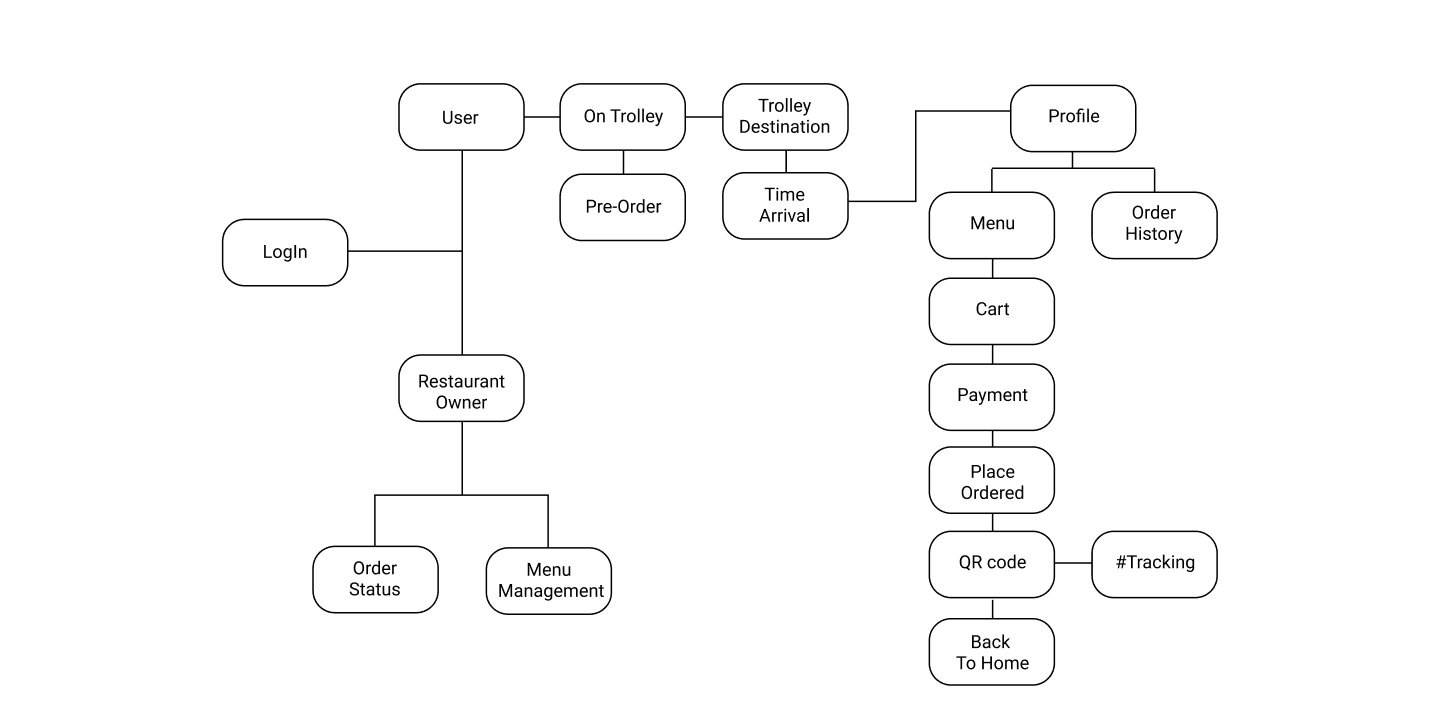 User
On Trolley
Trolley
Destination
Profile
Pre-Order
Time
Arrival
Menu
Order
History
LogIn
Cart
Restaurant
Owner
Payment
Place
Ordered
Order
Status
Menu
Management
QR code
#Tracking
Back
To Home